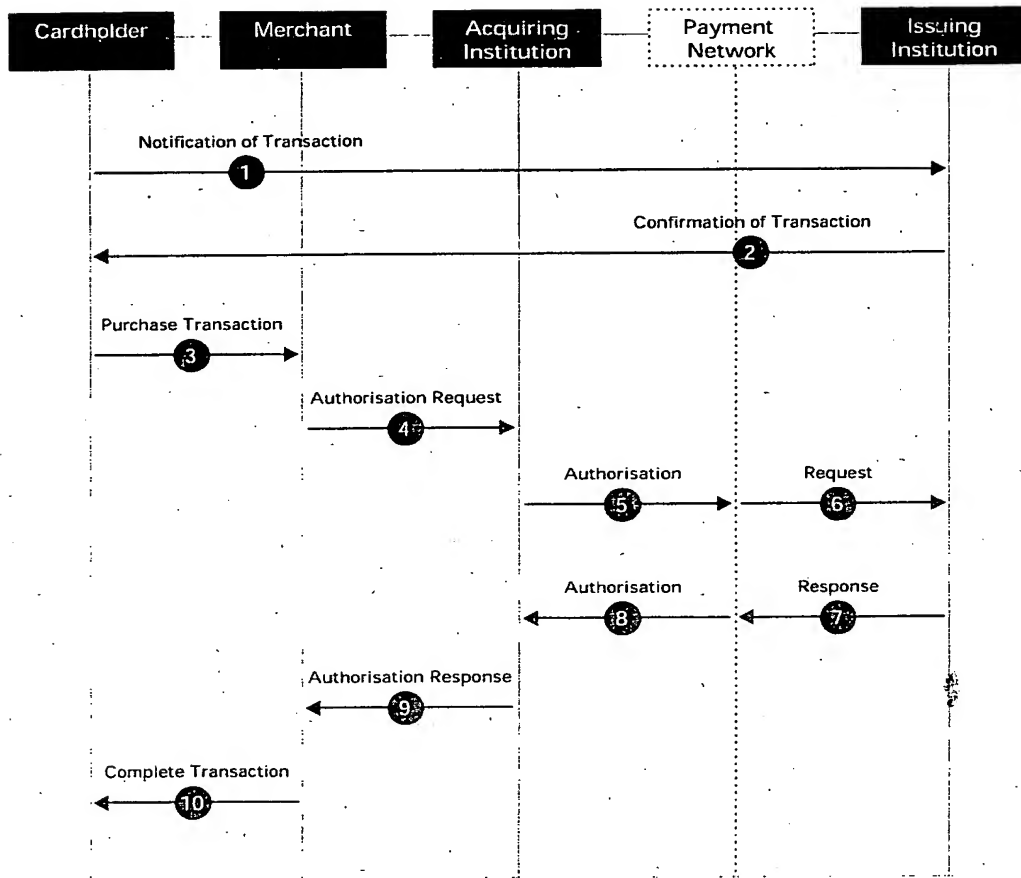 Cardholder
Merchant
Acquiring
Institution
Payment
Network
Issuing
Institution
Notification of Transaction
1
Confirmation of Transaction
2
Purchase Transaction
3
Authorisation Request
4
Authorisation
Request
5
6
Authorisation
Response
8
7
Authorisation Response
9
Complete Transaction
10